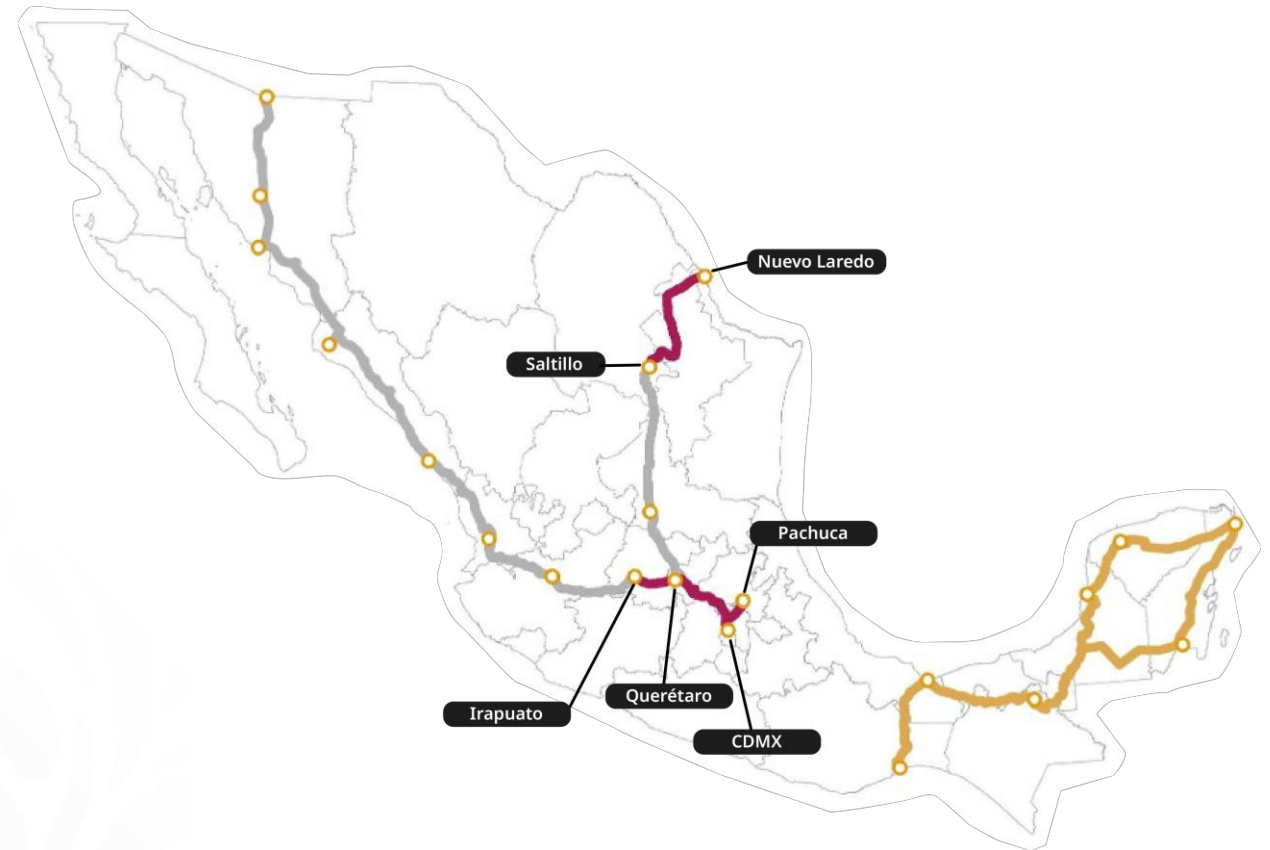 Nuevo Laredo
Saltillo
Pachuca
Querétaro
Irapuato
CDMX